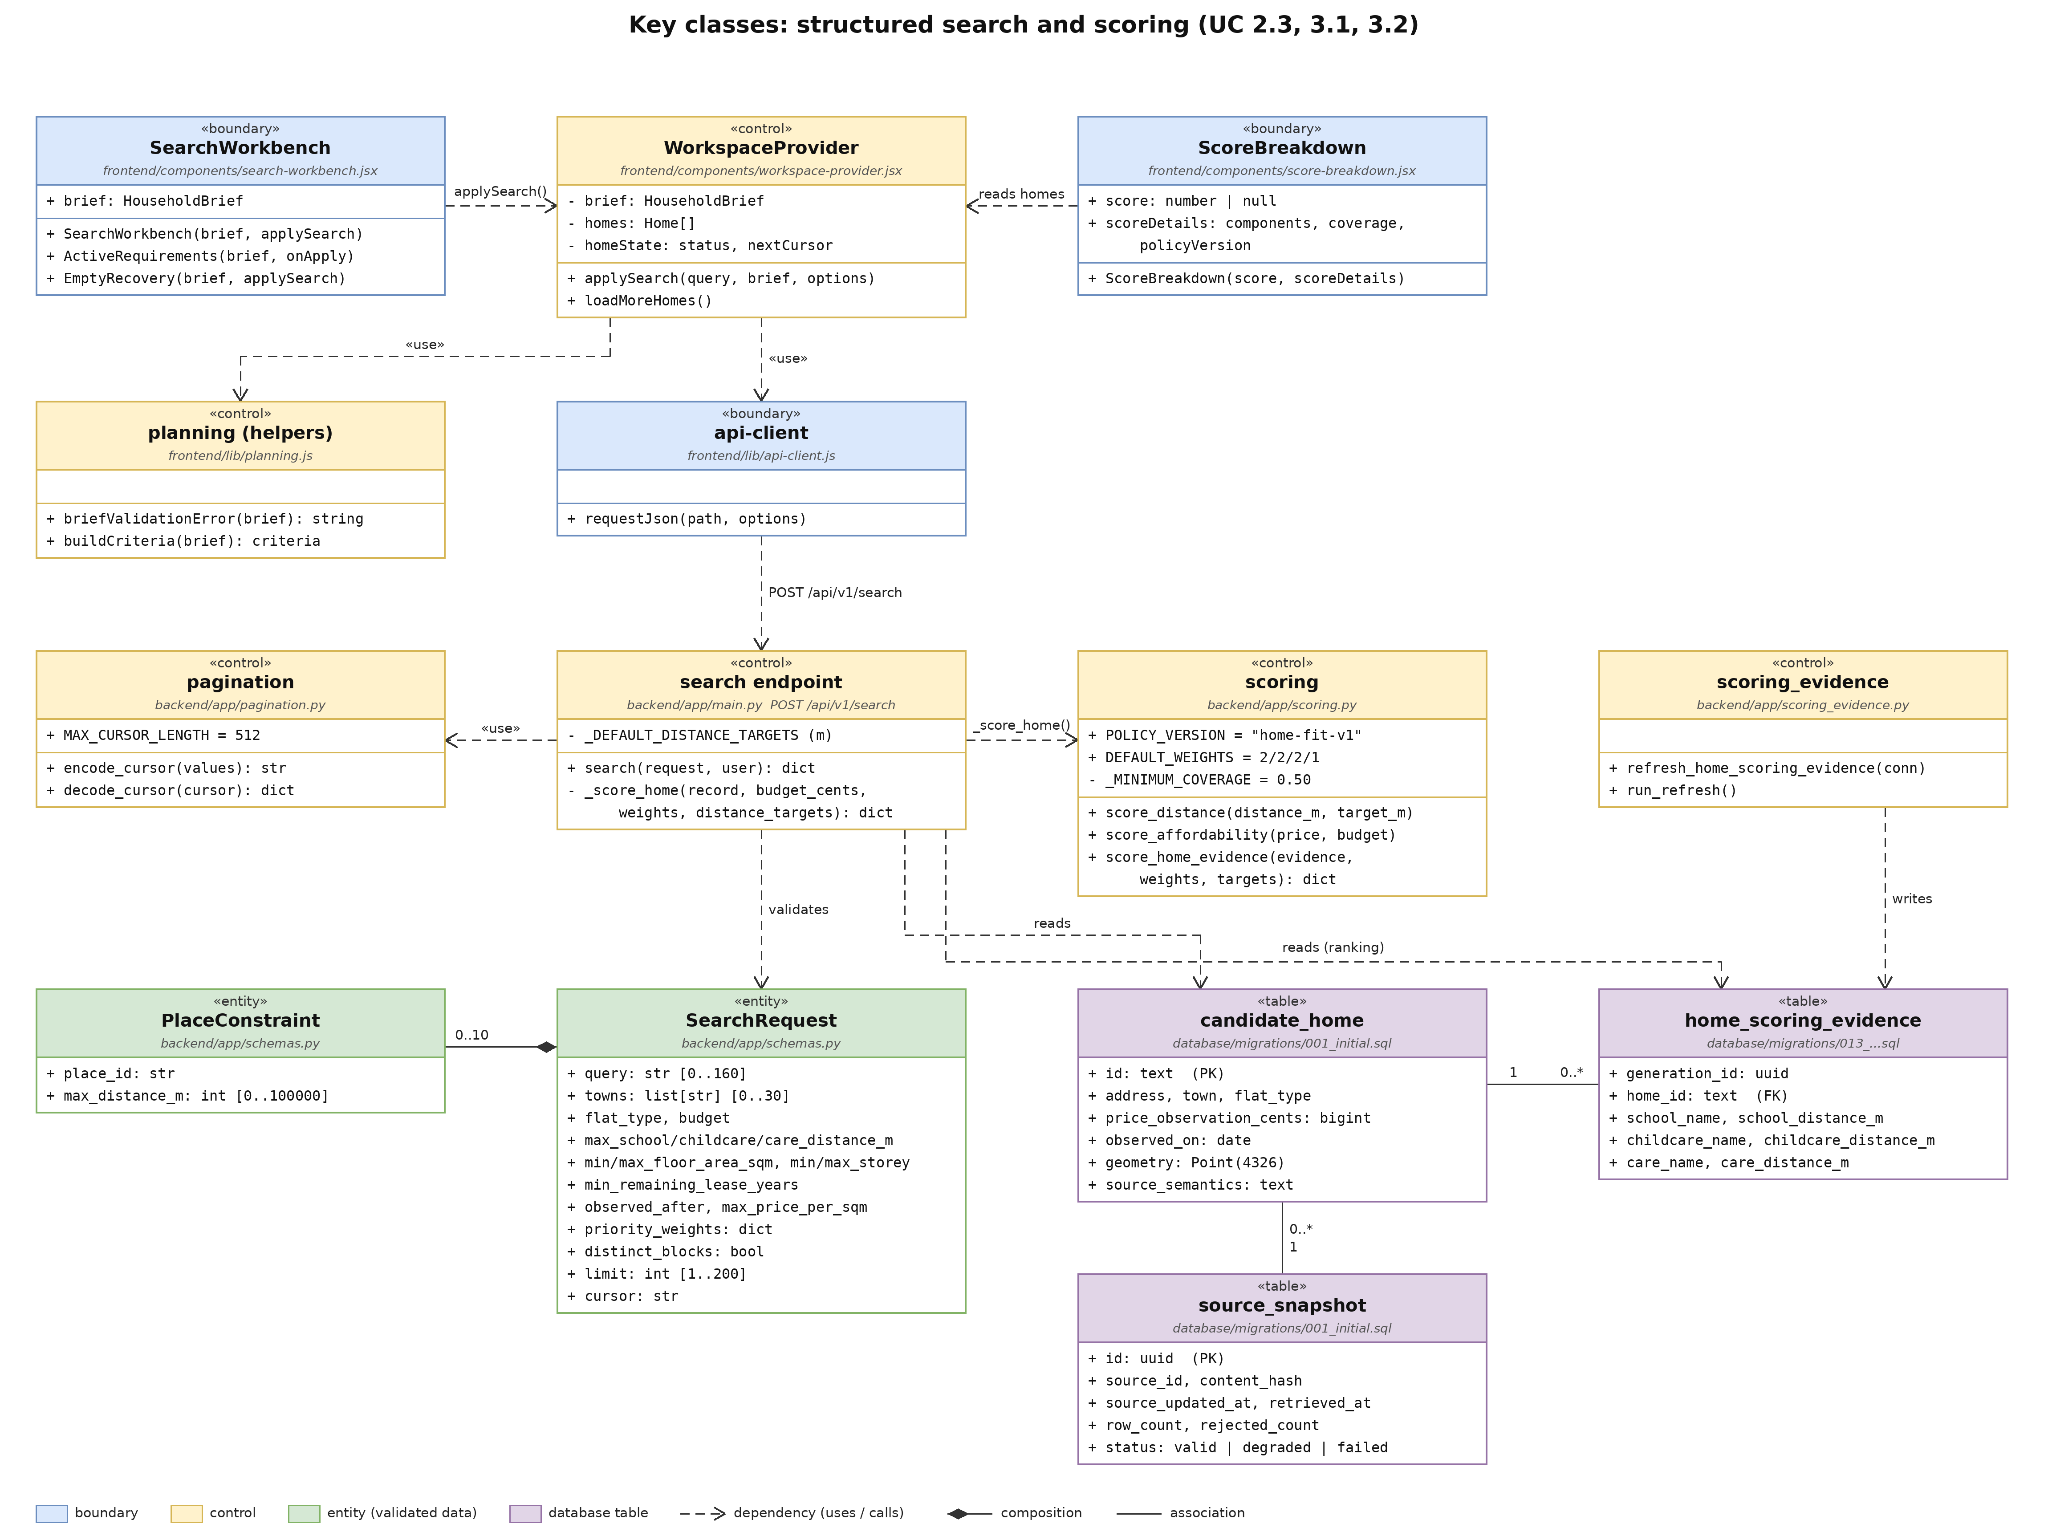 Key classes: structured search and scoring (UC 2.3, 3.1, 3.2)
«boundary»
SearchWorkbench
frontend/components/search-workbench.jsx
+ brief: HouseholdBrief
+ SearchWorkbench(brief, applySearch)
+ ActiveRequirements(brief, onApply)
+ EmptyRecovery(brief, applySearch)
applySearch()
«control»
WorkspaceProvider
frontend/components/workspace-provider.jsx
- brief: HouseholdBrief
- homes: Home[]
- homeState: status, nextCursor
+ applySearch(query, brief, options)
+ loadMoreHomes()
reads homes
«boundary»
ScoreBreakdown
frontend/components/score-breakdown.jsx
+ score: number | null
+ scoreDetails: components, coverage,
policyVersion
+ ScoreBreakdown(score, scoreDetails)
«use»
«use»
«control»
planning (helpers)
frontend/lib/planning.js
+ briefValidationError(brief): string
+ buildCriteria(brief): criteria
«boundary»
api-client
frontend/lib/api-client.js
+ requestJson(path, options)
POST /api/v1/search
«control»
pagination
backend/app/pagination.py
+ MAX_CURSOR_LENGTH = 512
+ encode_cursor(values): str
+ decode_cursor(cursor): dict
«use»
«control»
search endpoint
backend/app/main.py  POST /api/v1/search
- _DEFAULT_DISTANCE_TARGETS (m)
+ search(request, user): dict
- _score_home(record, budget_cents,
weights, distance_targets): dict
_score_home()
«control»
scoring
backend/app/scoring.py
+ POLICY_VERSION = "home-fit-v1"
+ DEFAULT_WEIGHTS = 2/2/2/1
- _MINIMUM_COVERAGE = 0.50
+ score_distance(distance_m, target_m)
+ score_affordability(price, budget)
+ score_home_evidence(evidence,
weights, targets): dict
«control»
scoring_evidence
backend/app/scoring_evidence.py
+ refresh_home_scoring_evidence(conn)
+ run_refresh()
validates
reads
reads (ranking)
writes
«entity»
PlaceConstraint
backend/app/schemas.py
+ place_id: str
+ max_distance_m: int [0..100000]
0..10
«entity»
SearchRequest
backend/app/schemas.py
+ query: str [0..160]
+ towns: list[str] [0..30]
+ flat_type, budget
+ max_school/childcare/care_distance_m
+ min/max_floor_area_sqm, min/max_storey
+ min_remaining_lease_years
+ observed_after, max_price_per_sqm
+ priority_weights: dict
+ distinct_blocks: bool
+ limit: int [1..200]
+ cursor: str
«table»
candidate_home
database/migrations/001_initial.sql
+ id: text  (PK)
+ address, town, flat_type
+ price_observation_cents: bigint
+ observed_on: date
+ geometry: Point(4326)
+ source_semantics: text
1
0..*
«table»
home_scoring_evidence
database/migrations/013_...sql
+ generation_id: uuid
+ home_id: text  (FK)
+ school_name, school_distance_m
+ childcare_name, childcare_distance_m
+ care_name, care_distance_m
0..*
1
«table»
source_snapshot
database/migrations/001_initial.sql
+ id: uuid  (PK)
+ source_id, content_hash
+ source_updated_at, retrieved_at
+ row_count, rejected_count
+ status: valid | degraded | failed
boundary
control
entity (validated data)
database table
dependency (uses / calls)
composition
association